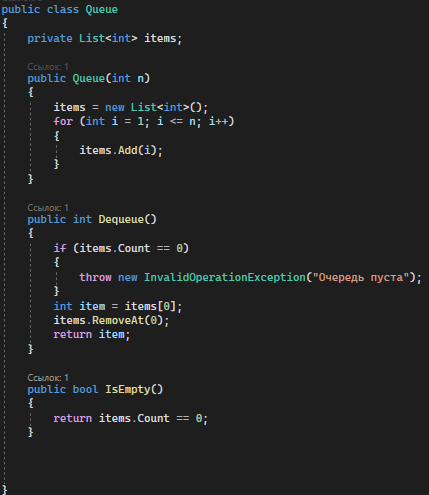 public class Queue
{
private List<int> items;
Ссылок: 1
public Queue(int n)
{
items = new List<int>();
for (int i = 1; i <= n; i++)
{
items.Add(i);
}
}
Ссылок: 1
public int Dequeue()
{
if (items.Count == 0)
{
throw new InvalidOperationException("Очередь пуста");
}
int item = items[0];
items.RemoveAt(0);
return item;
}
Ссылок: 1
public bool IsEmpty()
{
return items.Count == 0;
}
}